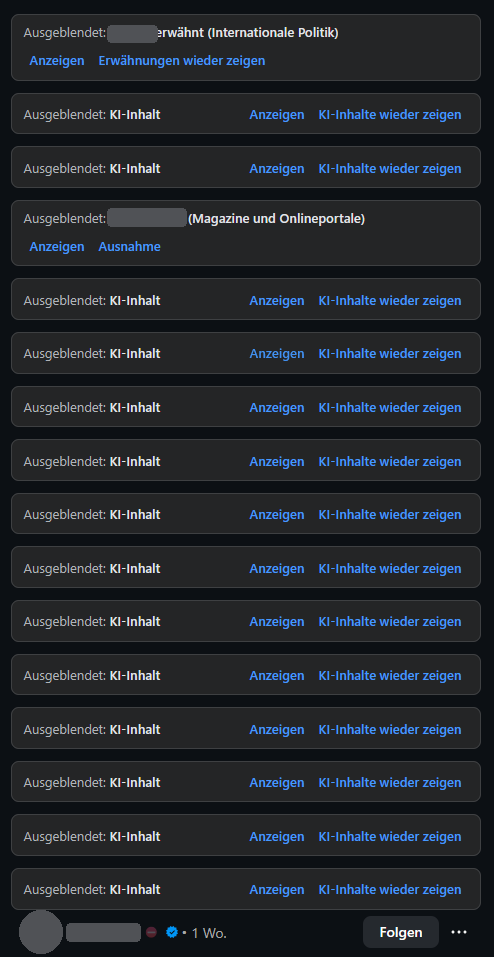 Ausgeblendet: erwähnt (Internationale Politik)
Anzeigen Erwähnungen wieder zeigen
Ausgeblendet: KI-Inhalt Anzeigen KI-Inhalte wieder zeigen
Ausgeblendet: KI-Inhalt Anzeigen KI-Inhalte wieder zeigen
Ausgeblendet: (Magazine und Onlineportale)
Anzeigen Ausnahme
Ausgeblendet: KI-Inhalt Anzeigen KI-Inhalte wieder zeigen
Ausgeblendet: KI-Inhalt Anzeigen KI-Inhalte wieder zeigen
Ausgeblendet: KI-Inhalt Anzeigen KI-Inhalte wieder zeigen
Ausgeblendet: KI-Inhalt Anzeigen KI-Inhalte wieder zeigen
Ausgeblendet: KI-Inhalt Anzeigen KI-Inhalte wieder zeigen
Ausgeblendet: KI-Inhalt Anzeigen KI-Inhalte wieder zeigen
Ausgeblendet: KI-Inhalt Anzeigen KI-Inhalte wieder zeigen
Ausgeblendet: KI-Inhalt Anzeigen KI-Inhalte wieder zeigen
Ausgeblendet: KI-Inhalt Anzeigen KI-Inhalte wieder zeigen
Ausgeblendet: KI-Inhalt Anzeigen KI-Inhalte wieder zeigen
Ausgeblendet: KI-Inhalt Anzeigen KI-Inhalte wieder zeigen
Ausgeblendet: KI-Inhalt Anzeigen KI-Inhalte wieder zeigen
• 1 Wo. Folgen ...